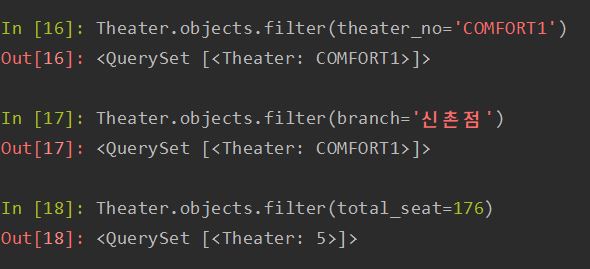 In [16]: Theater.objects.filter(theater_no='COMFORT1')
Out[16]: <QuerySet [<Theater: COMFORT1>]>
In [17]: Theater.objects.filter(branch='신촌점')
Out[17]: <QuerySet [<Theater: COMFORT1>]>
In [18]: Theater.objects.filter(total_seat=176)
Out[18]: <QuerySet [<Theater: 5>]>